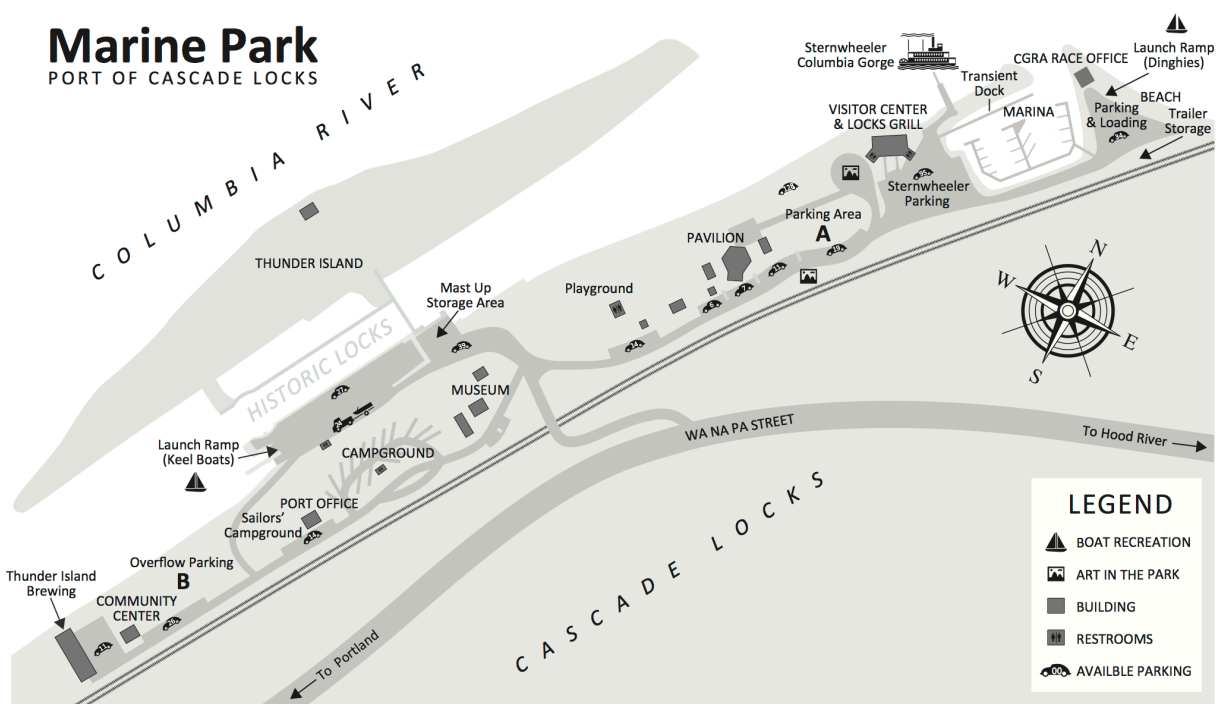 Marine Park
PORT OF CASCADE LOCKS
COLUMBIA RIVER
Sternwheeler
Columbia Gorge
Launch Ramp
(Dinghies)
CGRA RACE OFFICE
Transient
Dock
MARINA
BEACH
Parking
& Loading
Trailer
Storage
VISITOR CENTER
& LOCKS GRILL
Sternwheeler
Parking
Parking Area
A
PAVILION
THUNDER ISLAND
Mast Up
Storage Area
Playground
HISTORIC LOCKS
MUSEUM
8
Launch Ramp
(Keel Boats)
CAMPGROUND
PORT OFFICE
Sailors'
Campground
Overflow Parking
B
Thunder Island
Brewing
COMMUNITY
CENTER
WA NA PA STREET
To Hood River
To Portland
CASCADE LOCKS
N
W
E
S
LEGEND
BOAT RECREATION
ART IN THE PARK
BUILDING
RESTROOMS
00
AVAILBLE PARKING